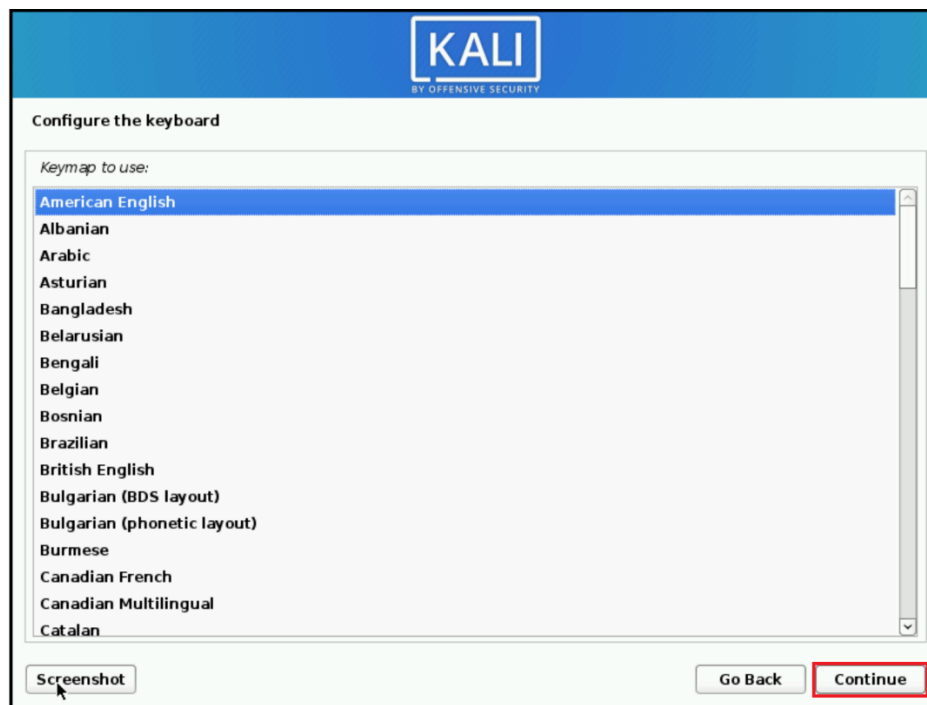 KALI
BY OFFENSIVE SECURITY
Configure the keyboard
Keymap to use:
American English
Albanian
Arabic
Asturian
Bangladesh
Belarusian
Bengali
Belgian
Bosnian
Brazilian
British English
Bulgarian (BDS layout)
Bulgarian (phonetic layout)
Burmese
Canadian French
Canadian Multilingual
Catalan
Screenshot Go Back Continue